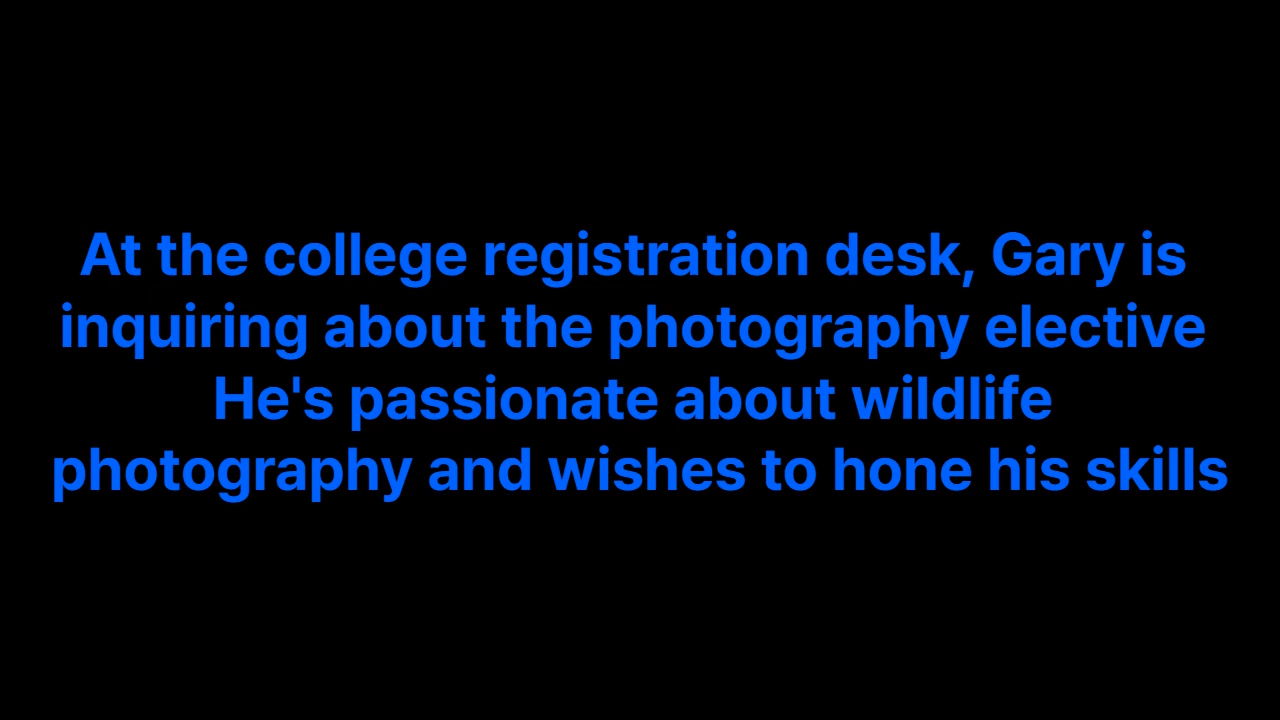 At the college registration desk, Gary is
inquiring about the photography elective
He's passionate about wildlife
photography and wishes to hone his skills